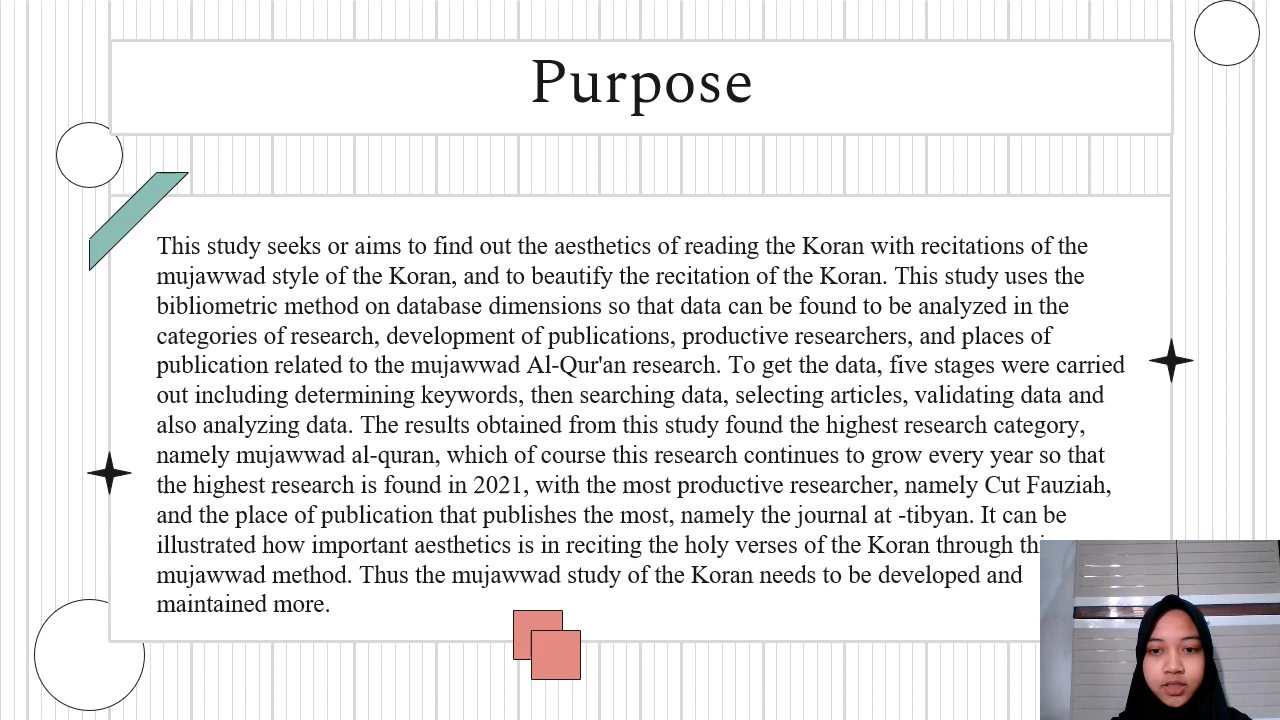 Purpose
This study seeks or aims to find out the aesthetics of reading the Koran with recitations of the
mujawwad style of the Koran, and to beautify the recitation of the Koran. This study uses the
bibliometric method on database dimensions so that data can be found to be analyzed in the
categories of research, development of publications, productive researchers, and places of
publication related to the mujawwad Al-Qur'an research. To get the data, five stages were carried
out including determining keywords, then searching data, selecting articles, validating data and
also analyzing data. The results obtained from this study found the highest research category,
namely mujawwad al-quran, which of course this research continues to grow every year so that
the highest research is found in 2021, with the most productive researcher, namely Cut Fauziah,
and the place of publication that publishes the most, namely the journal at -tibyan. It can be
illustrated how important aesthetics is in reciting the holy verses of the Koran through
mujawwad method. Thus the mujawwad study of the Koran needs to be developed and
maintained more.